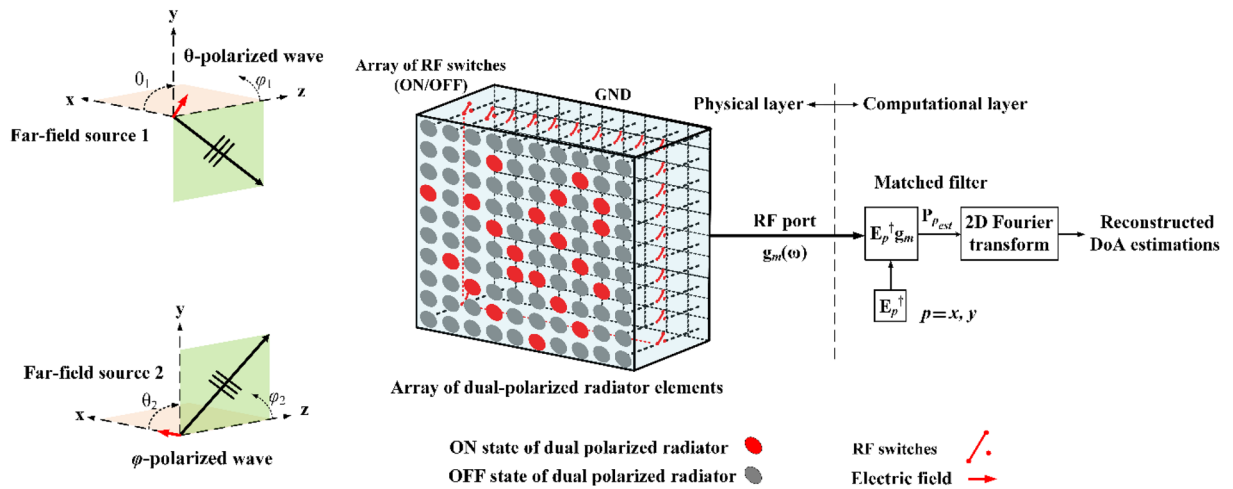 y
θ-polarized wave
θ1
φ1
x
z
Far-field source 1
y
Far-field source 2
θ2
φ2
x
z
φ-polarized wave
Array of RF switches
(ON/OFF)
GND
Array of dual-polarized radiator elements
Physical layer
Computational layer
RF port
gm(ω)
Matched filter
Ep†gm
Ppest
2D Fourier
transform
Reconstructed
DoA estimations
Ep†
p=x, y
ON state of dual polarized radiator
OFF state of dual polarized radiator
RF switches
Electric field